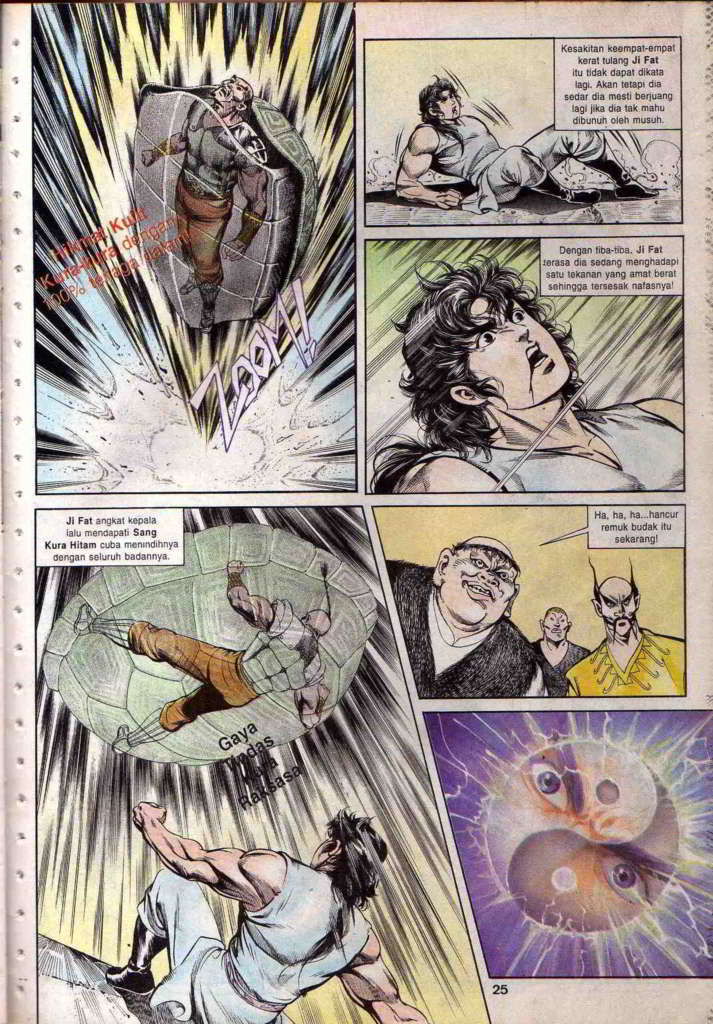 Hikmat Kulit
Kura-kura dengan
100% tenaga dalam!
ZOOM!!
Kesakitan keempat-empat
kerat tulang Ji Fat
itu tidak dapat dikata
lagi. Akan tetapi dia
sedar dia mesti berjuang
lagi jika dia tak mahu
dibunuh oleh musuh.
Dengan tiba-tiba, Ji Fat
terasa dia sedang menghadapi
satu tekanan yang amat berat
sehingga tersesak nafasnya!
Ji Fat angkat kepala
lalu mendapati Sang
Kura Hitam cuba menindihnya
dengan seluruh badannya.
Gaya
Raksasa
Ha, ha, ha...hancur
remuk budak itu
sekarang!
25